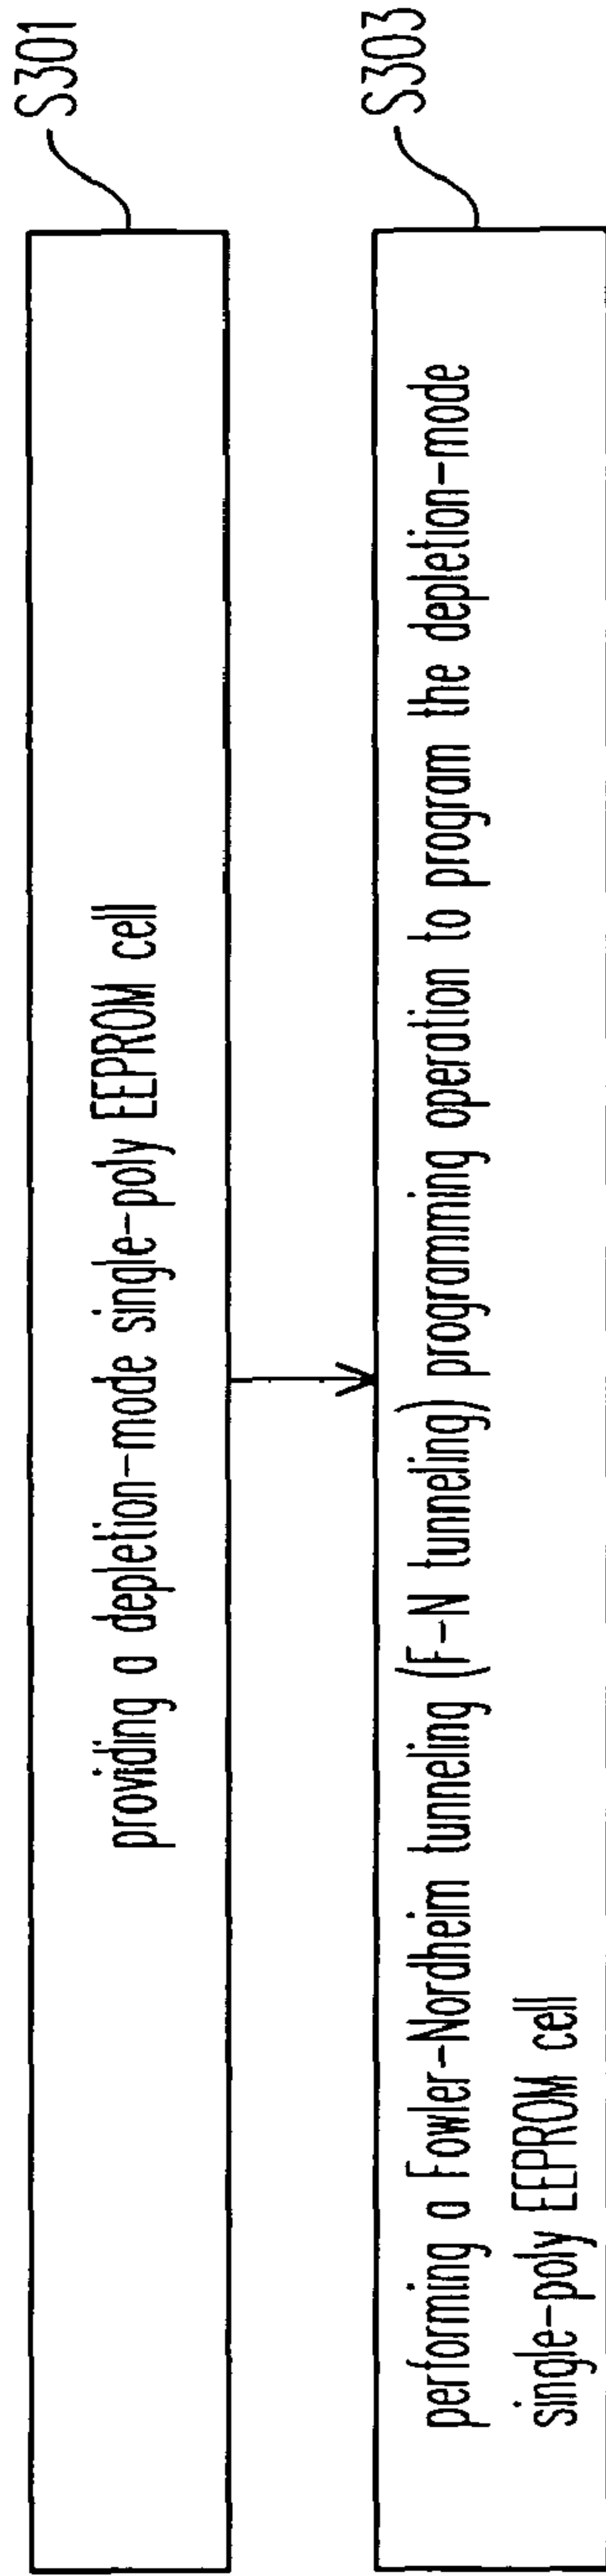 providing a depletion-mode single-poly EEPROM cell
S301
performing a Fowler-Nordheim tunneling (F-N tunneling) programming operation to program the depletion-mode
single-poly EEPROM cell
S303